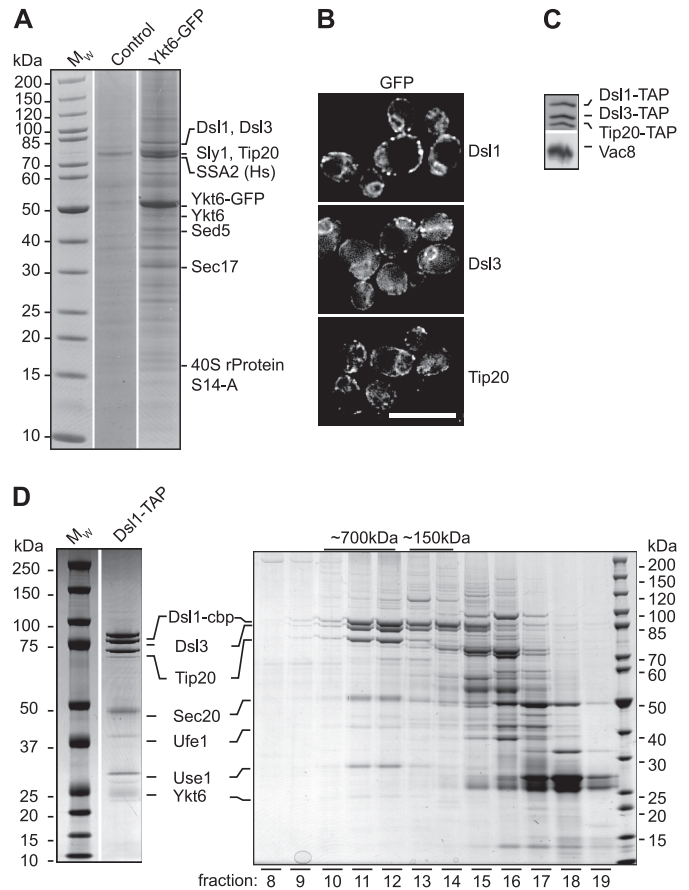 A
kDa
Mw
Control
Ykt6-GFP
200
150
120
100
85
70
60
50
40
30
25
20
15
10
Dsl1, Dsl3
Sly1, Tip20
SSA2 (Hs)
Ykt6-GFP
Ykt6
Sed5
Sec17
40S rProtein
S14-A
B
GFP
Dsl1
Dsl3
Tip20
C
Dsl1-TAP
Dsl3-TAP
Tip20-TAP
Vac8
D
kDa
Mw
Dsl1-TAP
250
150
100
75
50
37
25
20
15
10
Dsl1-cbp
Dsl3
Tip20
Sec20
Ufe1
Use1
Ykt6
~700kDa ~150kDa
kDa
200
150
120
100
85
70
60
50
40
30
25
20
15
fraction: 8 9 10 11 12 13 14 15 16 17 18 19